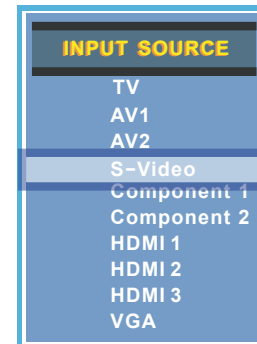 INPUT SOURCE
TV
AV1
AV2
S-Video
Component 1
Component 2
HDMI 1
HDMI 2
HDMI 3
VGA